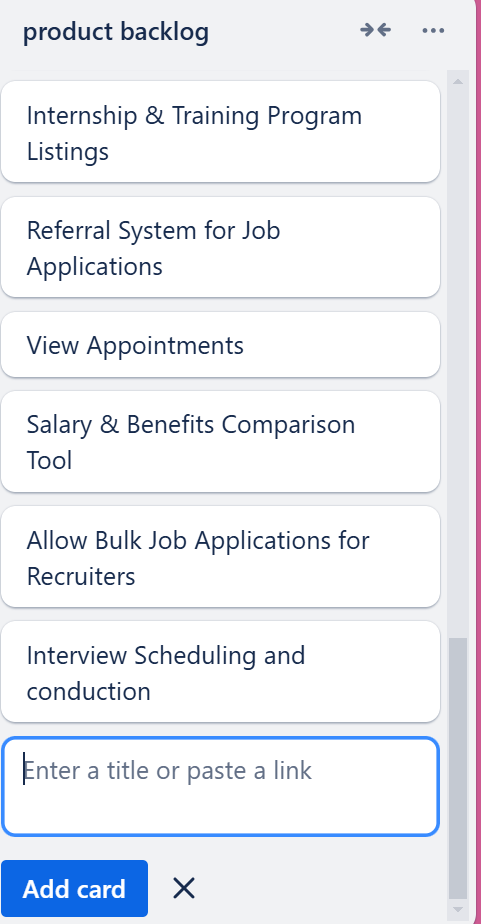 product backlog
Internship & Training Program
Listings
Referral System for Job
Applications
View Appointments
Salary & Benefits Comparison
Tool
Allow Bulk Job Applications for
Recruiters
Interview Scheduling and
conduction
Enter a title or paste a link
Add card